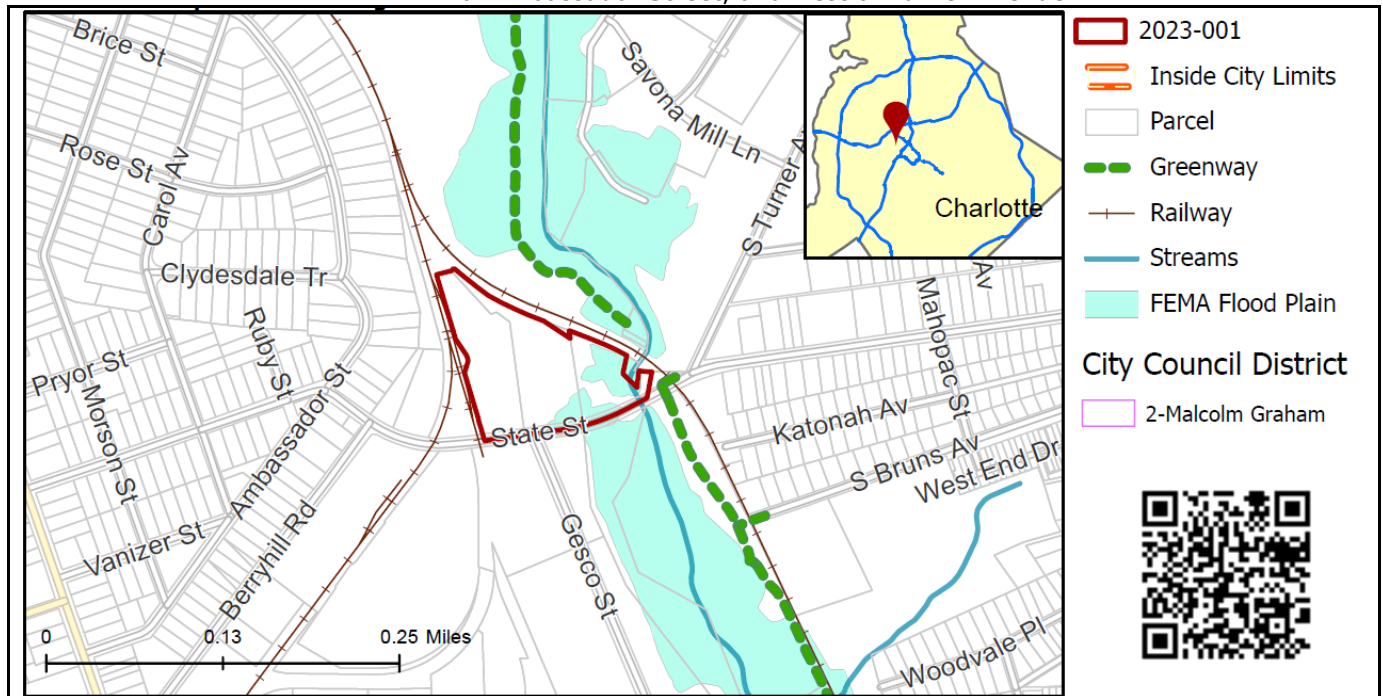 Brice St
Rose St
Carol Av
Clydesdale Tr
Ruby St
Pryor St
Morson St
Ambassador St
Vanizer St
Berryhill Rd
State St
Gesco St
Savona Mill Ln
S Turner Av
Av
Mahopac St
Katonah Av
S Bruns Av
West End Dr
Woodvale Pl
0
0.13
0.25 Miles
Charlotte
2023-001
Inside City Limits
Parcel
Greenway
Railway
Streams
FEMA Flood Plain
City Council District
2-Malcolm Graham